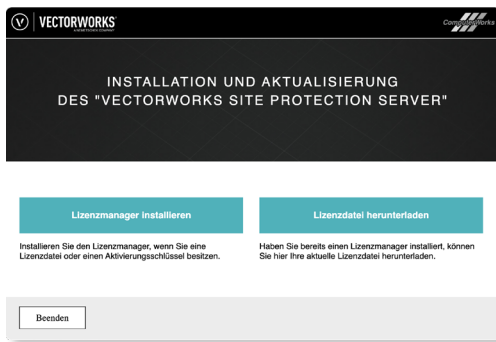 VECTORWORKS
A NEMETSCHEK COMPANY
ComputerWorks
INSTALLATION UND AKTUALISIERUNG
DES "VECTORWORKS SITE PROTECTION SERVER"
Lizenzmanager installieren
Lizenzdatei herunterladen
Installieren Sie den Lizenzmanager, wenn Sie eine
Lizenzdatei oder einen Aktivierungsschlüssel besitzen.
Haben Sie bereits einen Lizenzmanager installiert, können
Sie hier Ihre aktuelle Lizenzdatei herunterladen.
Beenden